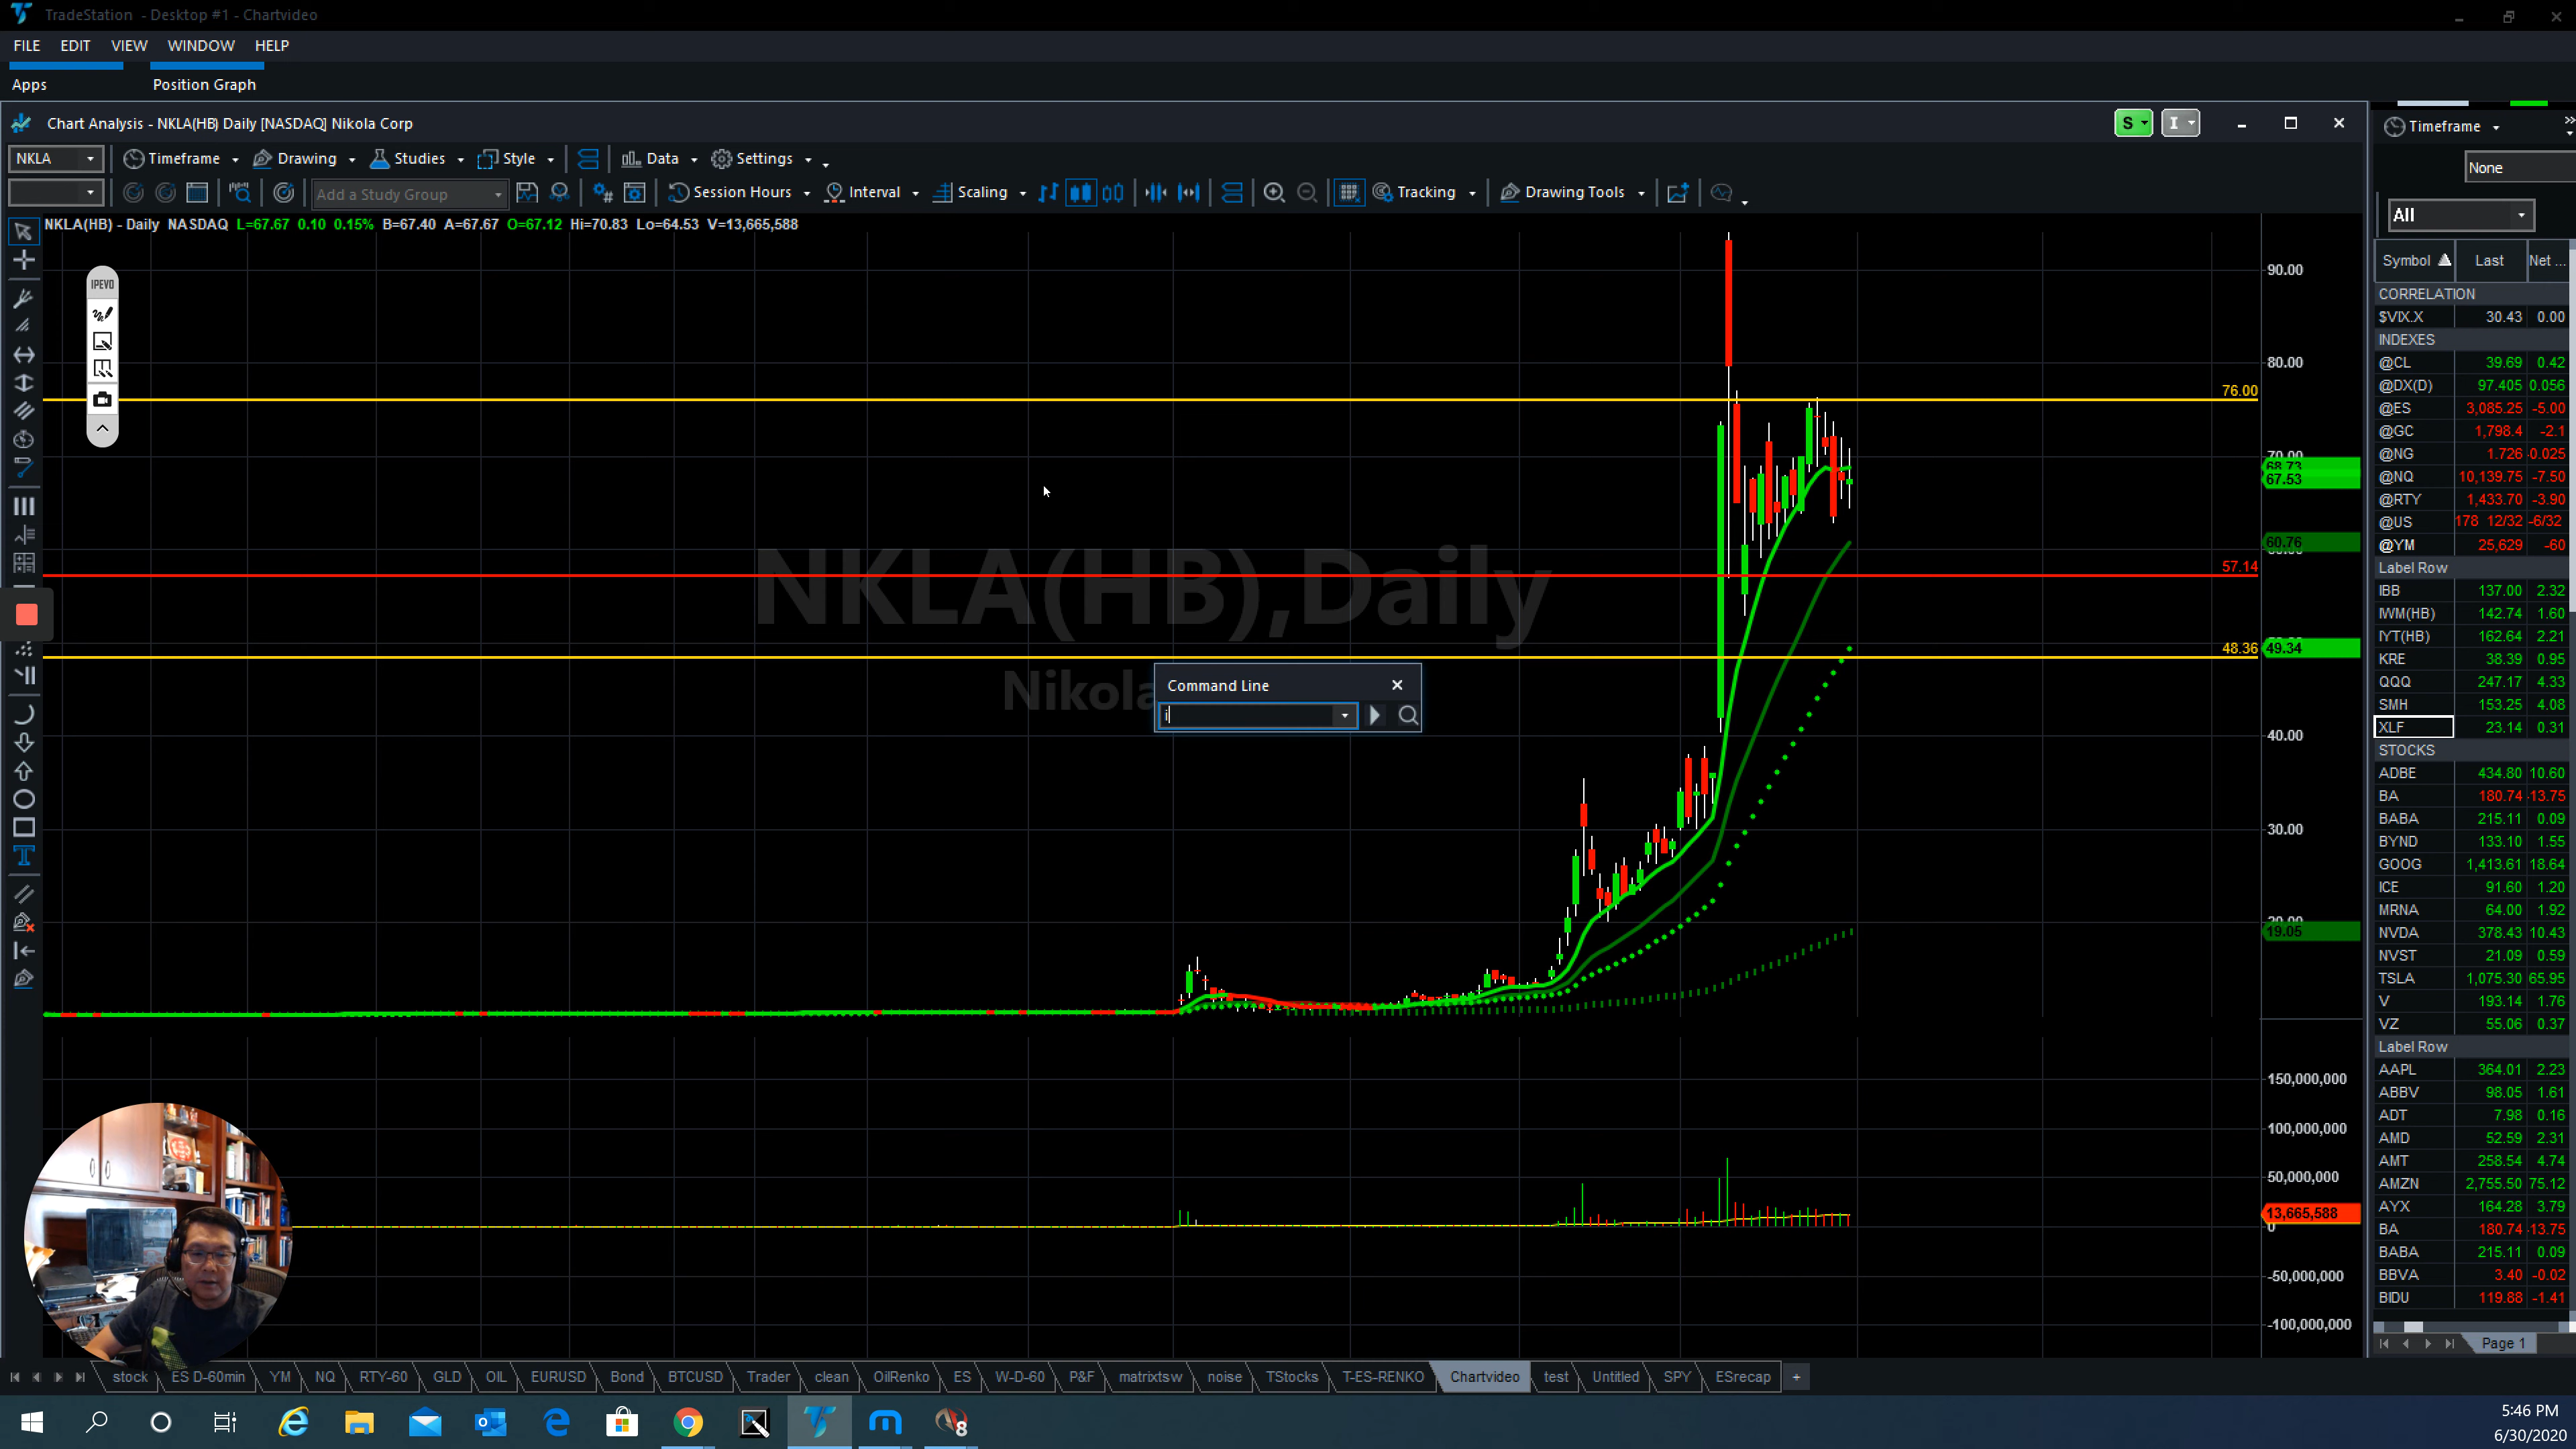 TradeStation - Desktop #1 - Chartvideo
FILE EDIT VIEW WINDOW HELP
Apps Position Graph
Chart Analysis - NKLA(HB) Daily [NASDAQ] Nikola Corp
S I
NKLA Timeframe Drawing Studies Style Data Settings
Add a Study Group Session Hours Interval Scaling Tracking Drawing Tools
NKLA(HB) - Daily NASDAQ L=67.67 0.10 0.15% B=67.40 A=67.67 O=67.12 Hi=70.83 Lo=64.53 V=13,665,588
IPEVO
NKLA(HB),Daily
Nikola
Command Line
i
90.00
80.00
76.00
70.00
68.73
67.53
60.76
57.14
48.36
49.34
40.00
30.00
20.00
19.05
150,000,000
100,000,000
50,000,000
13,665,588
0
-50,000,000
-100,000,000
Timeframe
None
All
Symbol Last Net ...
CORRELATION
$VIX.X 30.43 0.00
INDEXES
@CL 39.69 0.42
@DX(D) 97.405 0.056
@ES 3,085.25 -5.00
@GC 1,798.4 -2.1
@NG 1.726 -0.025
@NQ 10,139.75 -7.50
@RTY 1,433.70 -3.90
@US 178 12/32 -6/32
@YM 25,629 -60
Label Row
IBB 137.00 2.32
IWM(HB) 142.74 1.60
IYT(HB) 162.64 2.21
KRE 38.39 0.95
QQQ 247.17 4.33
SMH 153.25 4.08
XLF 23.14 0.31
STOCKS
ADBE 434.80 10.60
BA 180.74 -13.75
BABA 215.11 0.09
BYND 133.10 1.55
GOOG 1,413.61 18.64
ICE 91.60 1.20
MRNA 64.00 1.92
NVDA 378.43 10.43
NVST 21.09 0.59
TSLA 1,075.30 65.95
V 193.14 1.76
VZ 55.06 0.37
Label Row
AAPL 364.01 2.23
ABBV 98.05 1.61
ADT 7.98 0.16
AMD 52.59 2.31
AMT 258.54 4.74
AMZN 2,755.50 75.12
AYX 164.28 3.79
BA 180.74 -13.75
BABA 215.11 0.09
BBVA 3.40 -0.02
BIDU 119.88 -1.41
Page 1
stock ES D-60min YM NQ RTY-60 GLD OIL EURUSD Bond BTCUSD Trader clean OilRenko ES W-D-60 P&F matrixtsw noise TStocks T-ES-RENKO Chartvideo test Untitled SPY ESrecap +
8
5:46 PM
6/30/2020